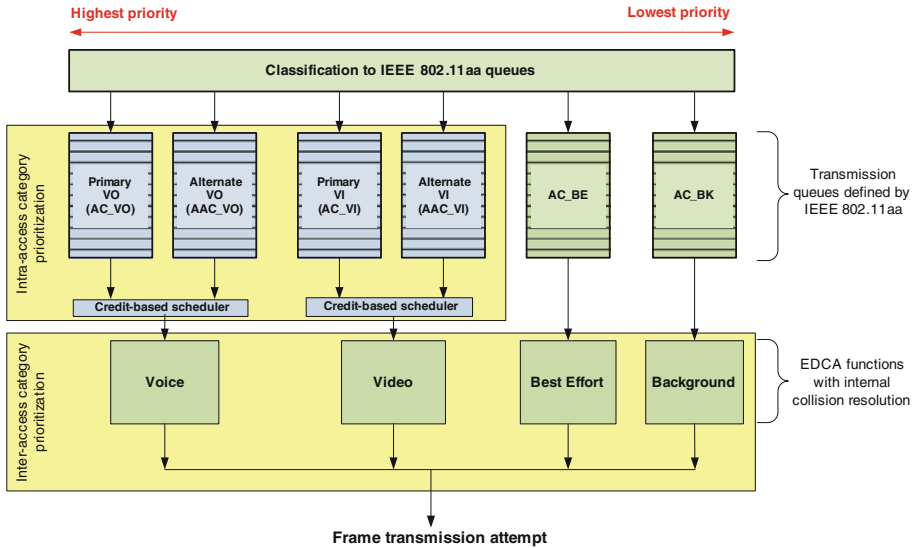 Highest priority
Lowest priority
Classification to IEEE 802.11aa queues
Intra-access category
prioritization
Primary
VO
(AC_VO)
Alternate
VO
(AAC_VO)
Primary
VI
(AC_VI)
Alternate
VI
(AAC_VI)
AC_BE
AC_BK
Transmission
queues defined by
IEEE 802.11aa
Credit-based scheduler
Credit-based scheduler
Inter-access category
prioritization
Voice
Video
Best Effort
Background
EDCA functions
with internal
collision resolution
Frame transmission attempt